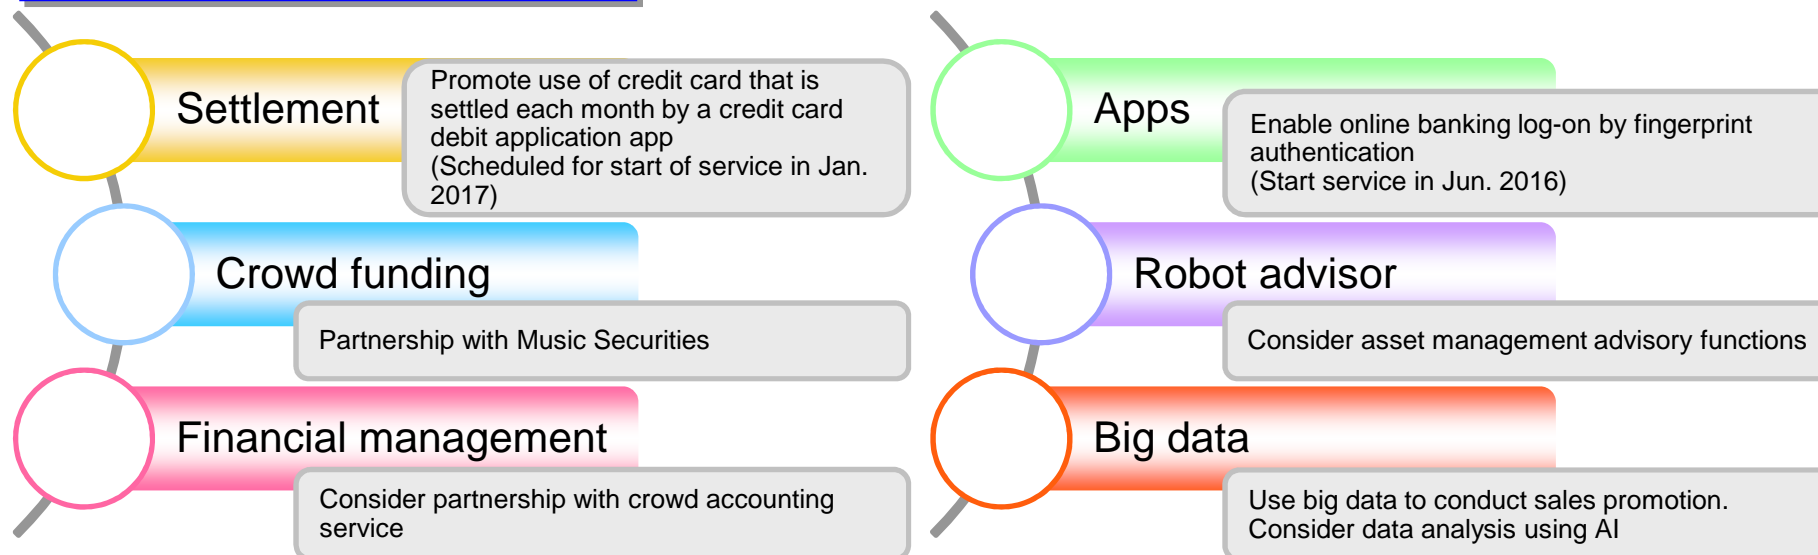 Settlement
Promote use of credit card that is
settled each month by a credit card
debit application app
(Scheduled for start of service in Jan.
2017)
Crowd funding
Partnership with Music Securities
Financial management
Consider partnership with crowd accounting
service
Apps
Enable online banking log-on by fingerprint
authentication
(Start service in Jun. 2016)
Robot advisor
Consider asset management advisory functions
Big data
Use big data to conduct sales promotion.
Consider data analysis using AI